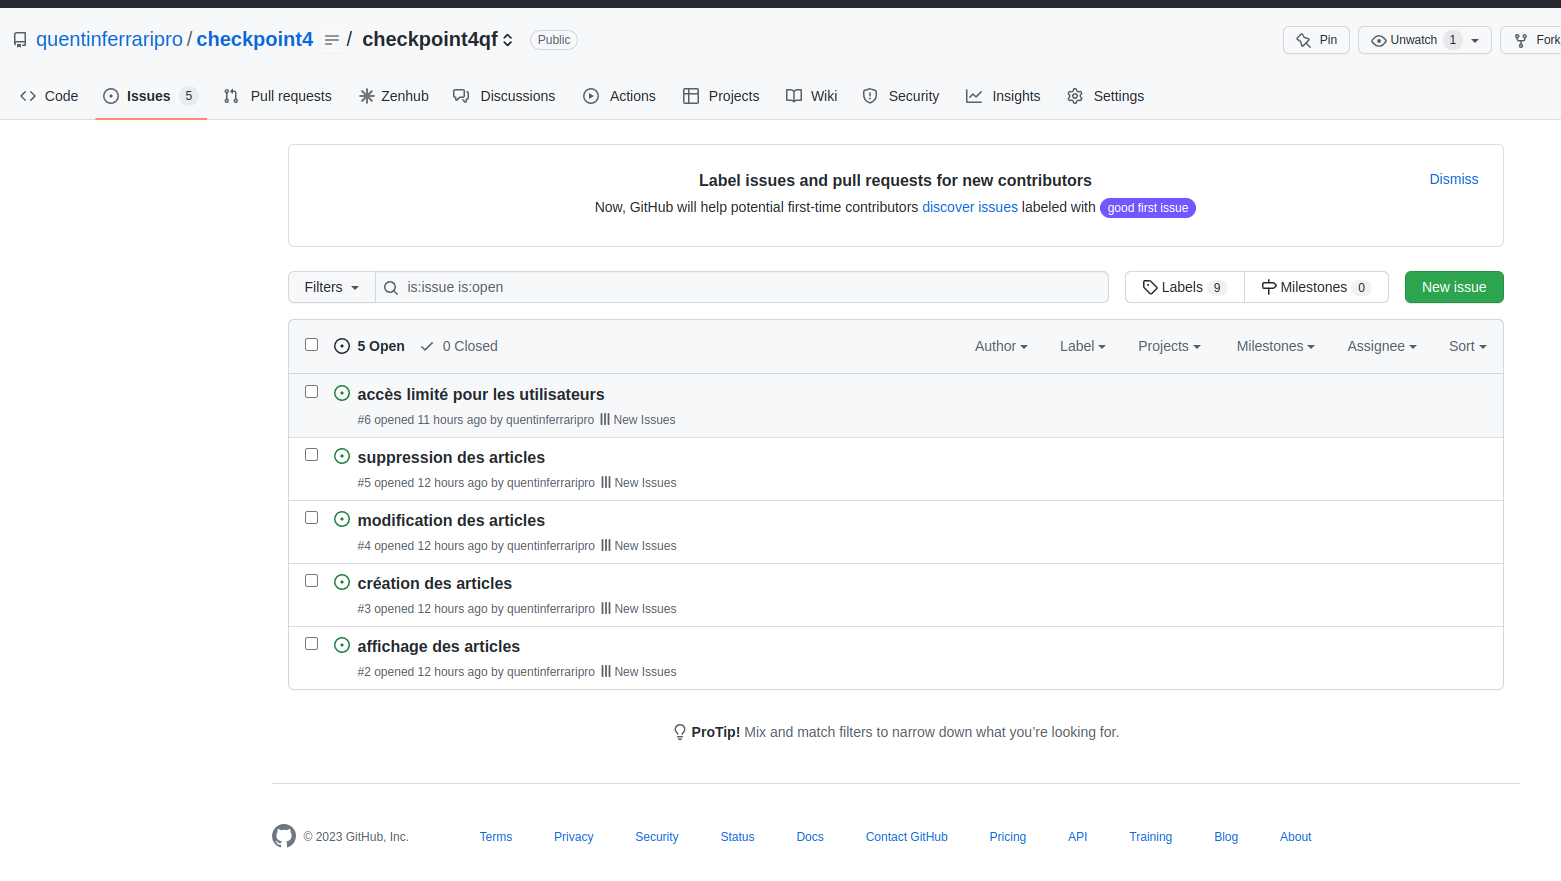 quentinferraripro / checkpoint4 / checkpoint4qf Public Pin Unwatch 1 Fork
Code Issues 5 Pull requests Zenhub Discussions Actions Projects Wiki Security Insights Settings
Label issues and pull requests for new contributors
Dismiss
Now, GitHub will help potential first-time contributors discover issues labeled with good first issue
Filters is:issue is:open Labels 9 Milestones 0 New issue
5 Open 0 Closed Author Label Projects Milestones Assignee Sort
accès limité pour les utilisateurs
#6 opened 11 hours ago by quentinferraripro New Issues
suppression des articles
#5 opened 12 hours ago by quentinferraripro New Issues
modification des articles
#4 opened 12 hours ago by quentinferraripro New Issues
création des articles
#3 opened 12 hours ago by quentinferraripro New Issues
affichage des articles
#2 opened 12 hours ago by quentinferraripro New Issues
ProTip! Mix and match filters to narrow down what you’re looking for.
© 2023 GitHub, Inc. Terms Privacy Security Status Docs Contact GitHub Pricing API Training Blog About